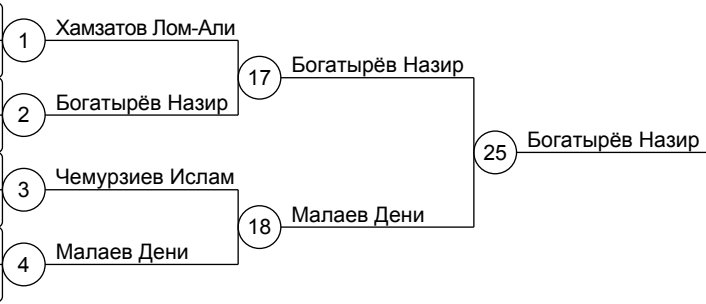 1
Хамзатов Лом-Али
17
Богатырёв Назир
2
Богатырёв Назир
25
Богатырёв Назир
3
Чемурзиев Ислам
18
Малаев Дени
4
Малаев Дени